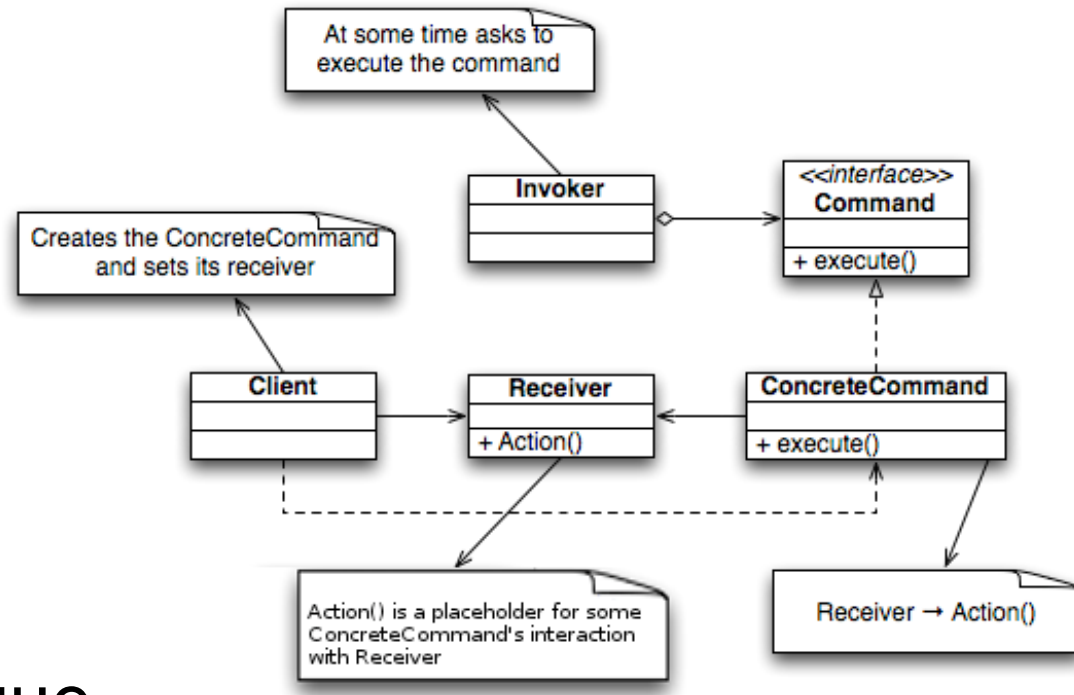 At some time asks to
execute the command
Invoker
<<interface>>
Command
+ execute()
Creates the ConcreteCommand
and sets its receiver
Client
Receiver
+ Action()
ConcreteCommand
+ execute()
Action() is a placeholder for some
ConcreteCommand's interaction
with Receiver
Receiver → Action()